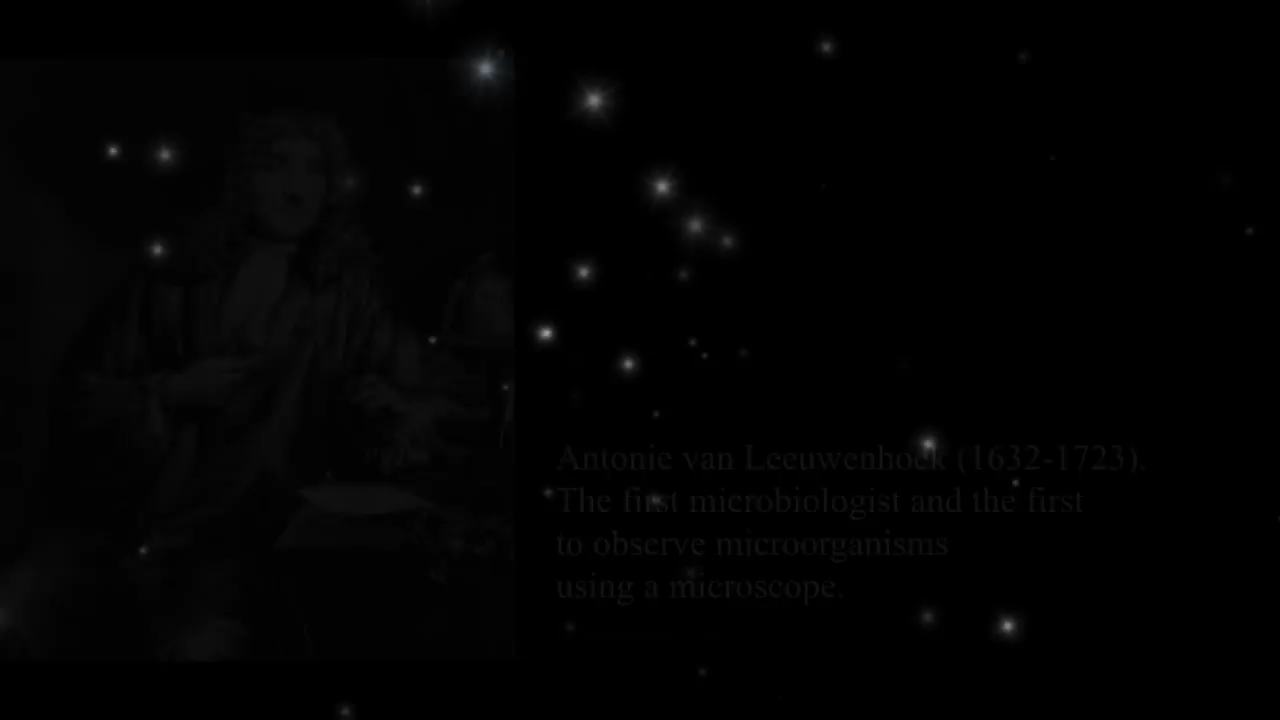 Antonie van Leeuwenhoek (1632-1723).
The first microbiologist and the first
to observe microorganisms
using a microscope.